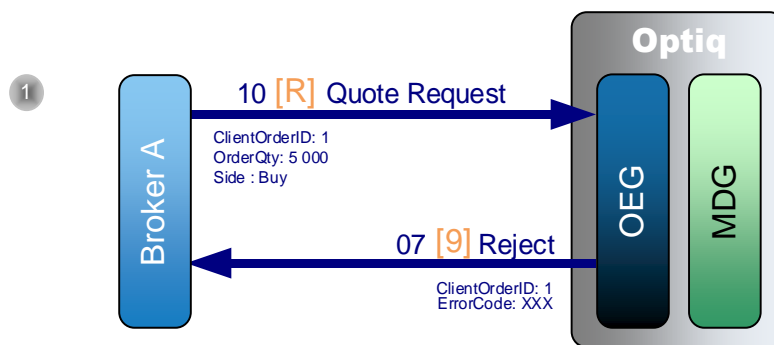 Optiq
1
10 [R] Quote Request
ClientOrderID: 1
OrderQty: 5 000
Side : Buy
Broker A
OEG
MDG
07 [9] Reject
ClientOrderID: 1
ErrorCode: XXX